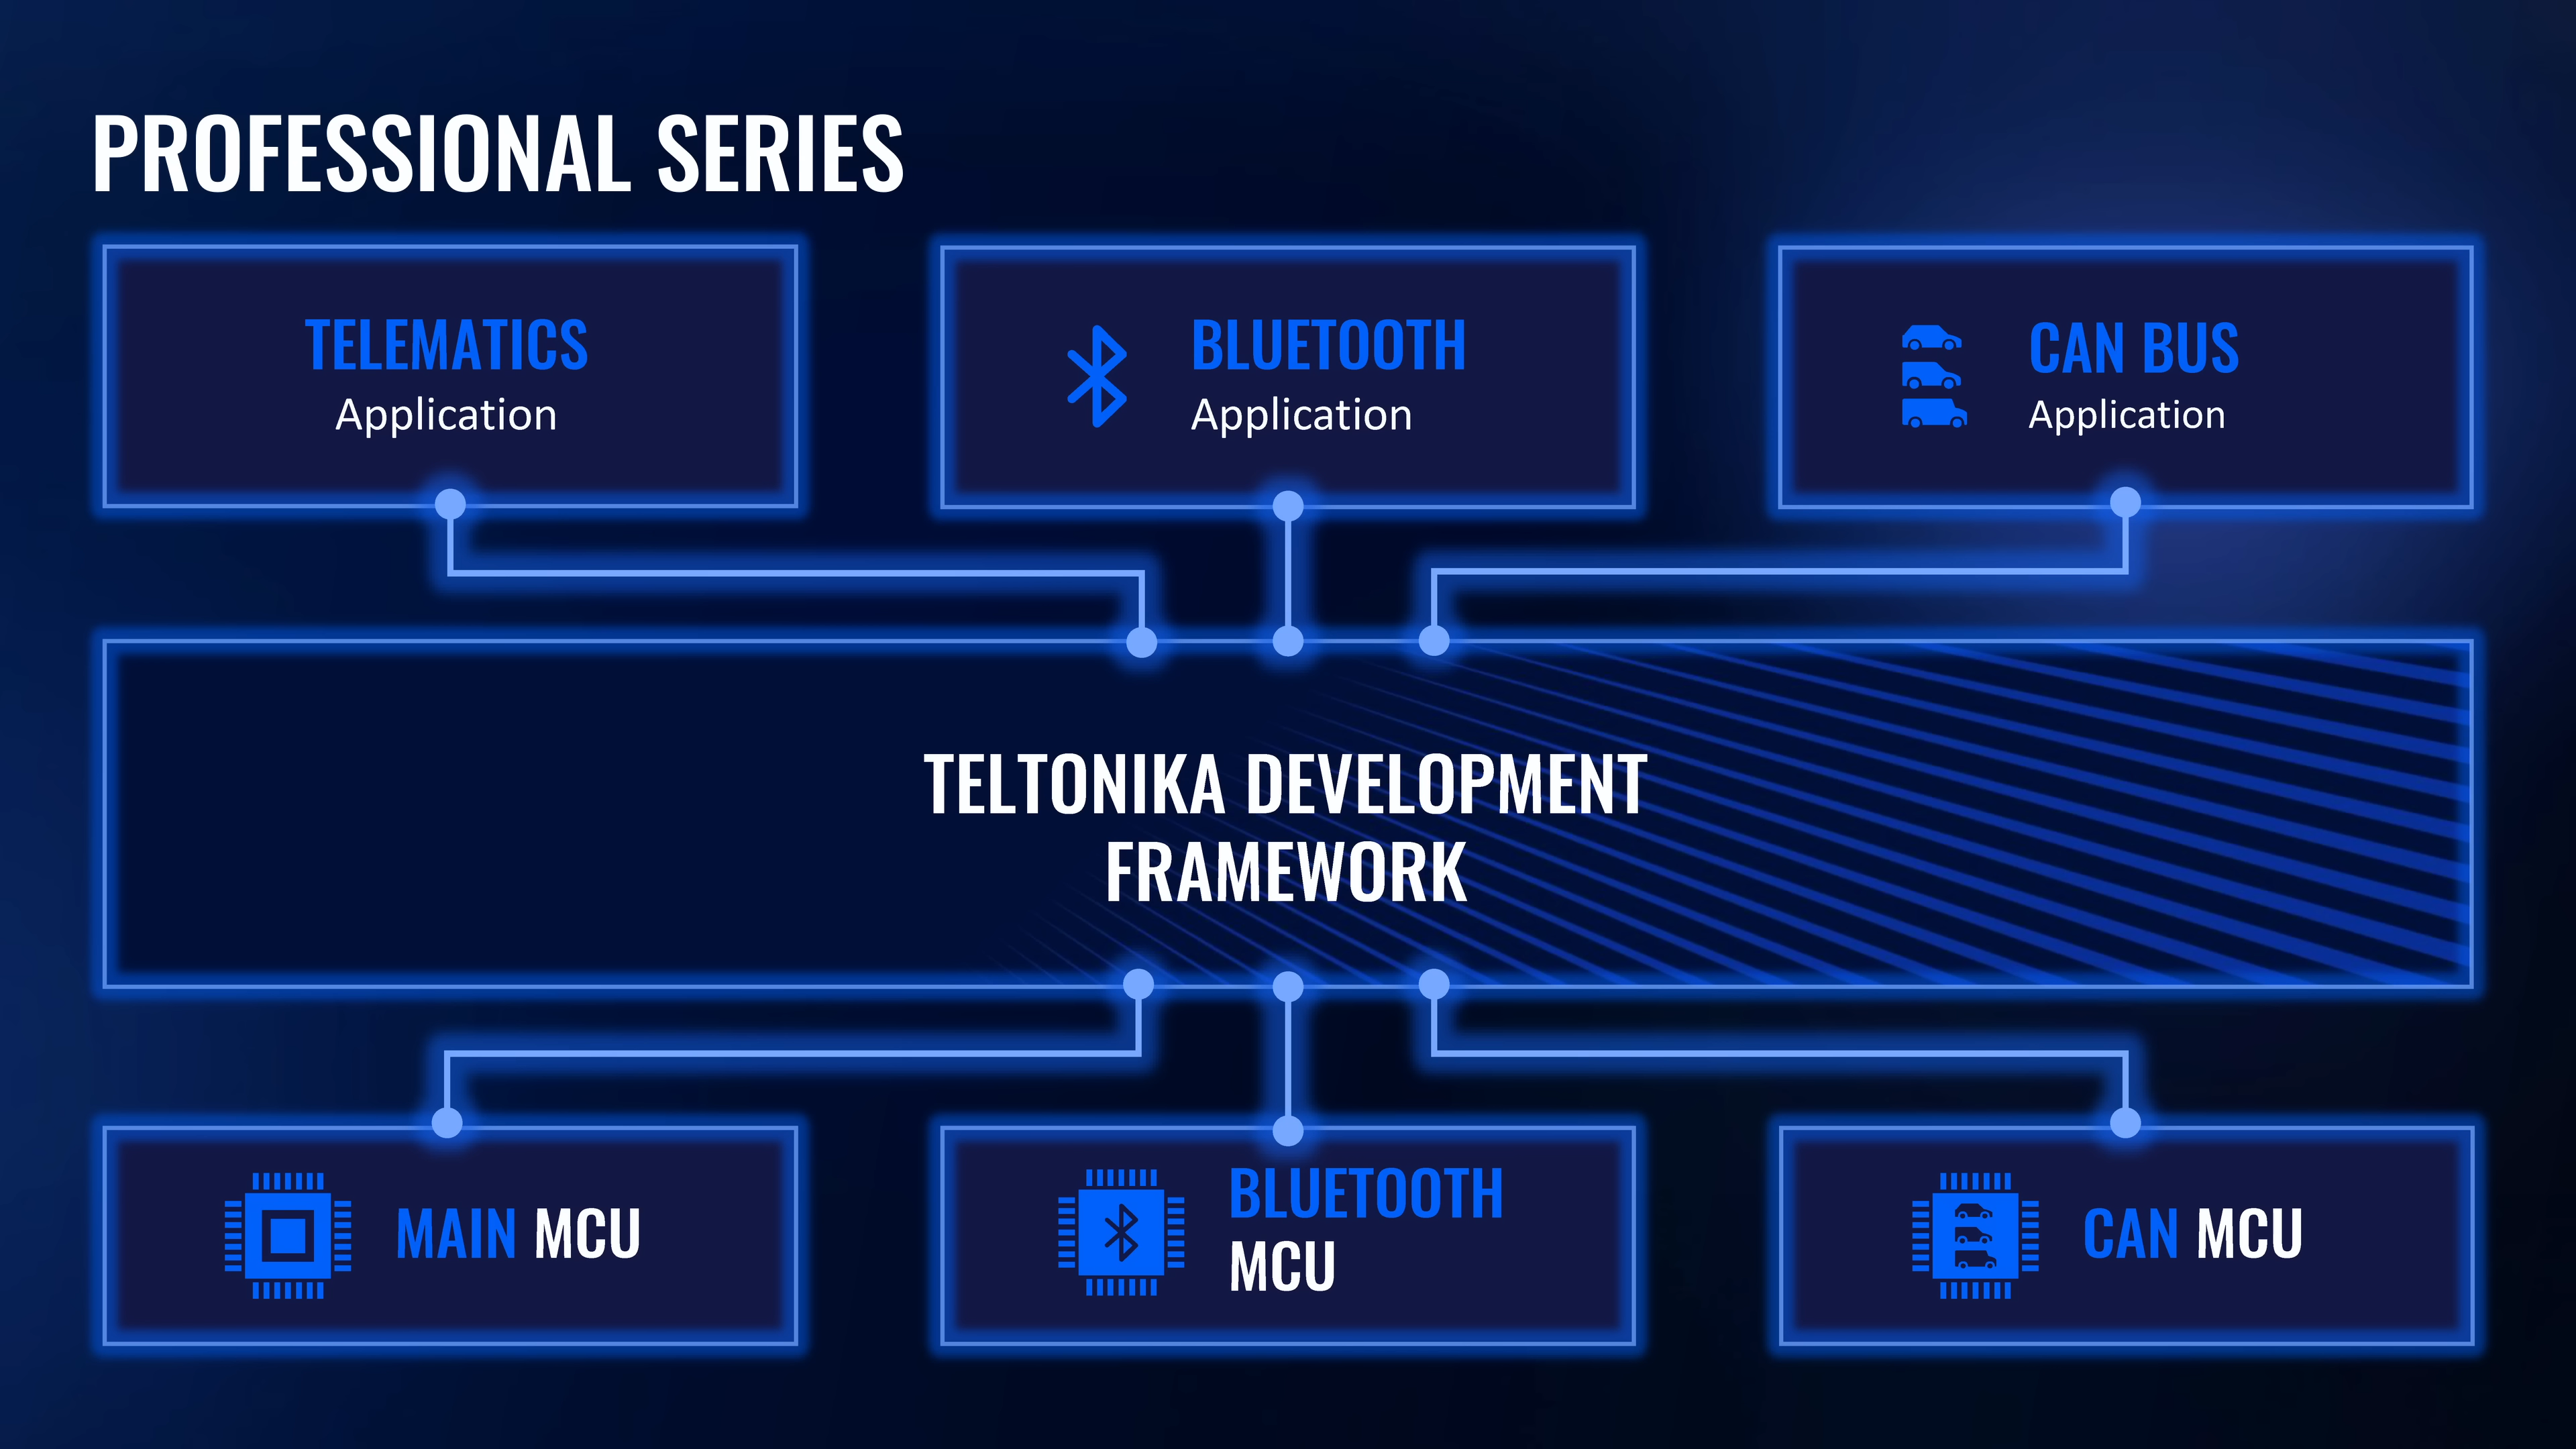 PROFESSIONAL SERIES
TELEMATICS
Application
BLUETOOTH
Application
CAN BUS
Application
TELTONIKA DEVELOPMENT
FRAMEWORK
MAIN MCU
BLUETOOTH
MCU
CAN MCU